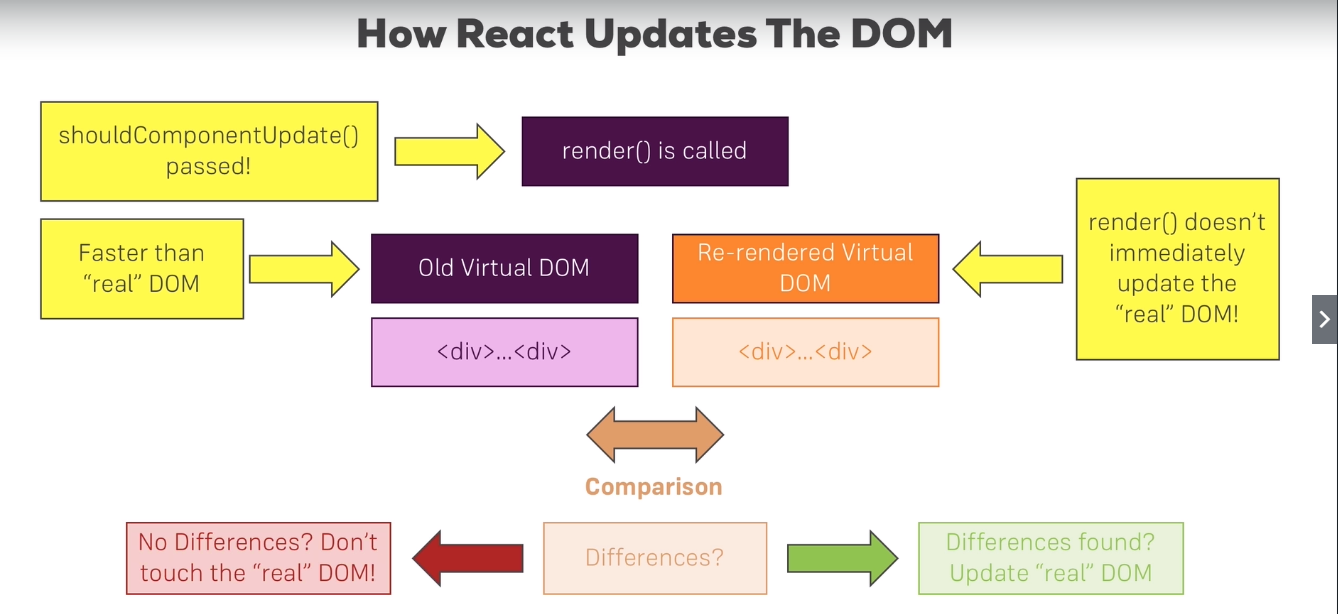 How React Updates The DOM
shouldComponentUpdate()
passed!
render() is called
Faster than
“real” DOM
Old Virtual DOM
Re-rendered Virtual
DOM
render() doesn’t
immediately
update the
“real” DOM!
<div>...<div>
<div>...<div>
Comparison
No Differences? Don’t
touch the “real” DOM!
Differences?
Differences found?
Update “real” DOM